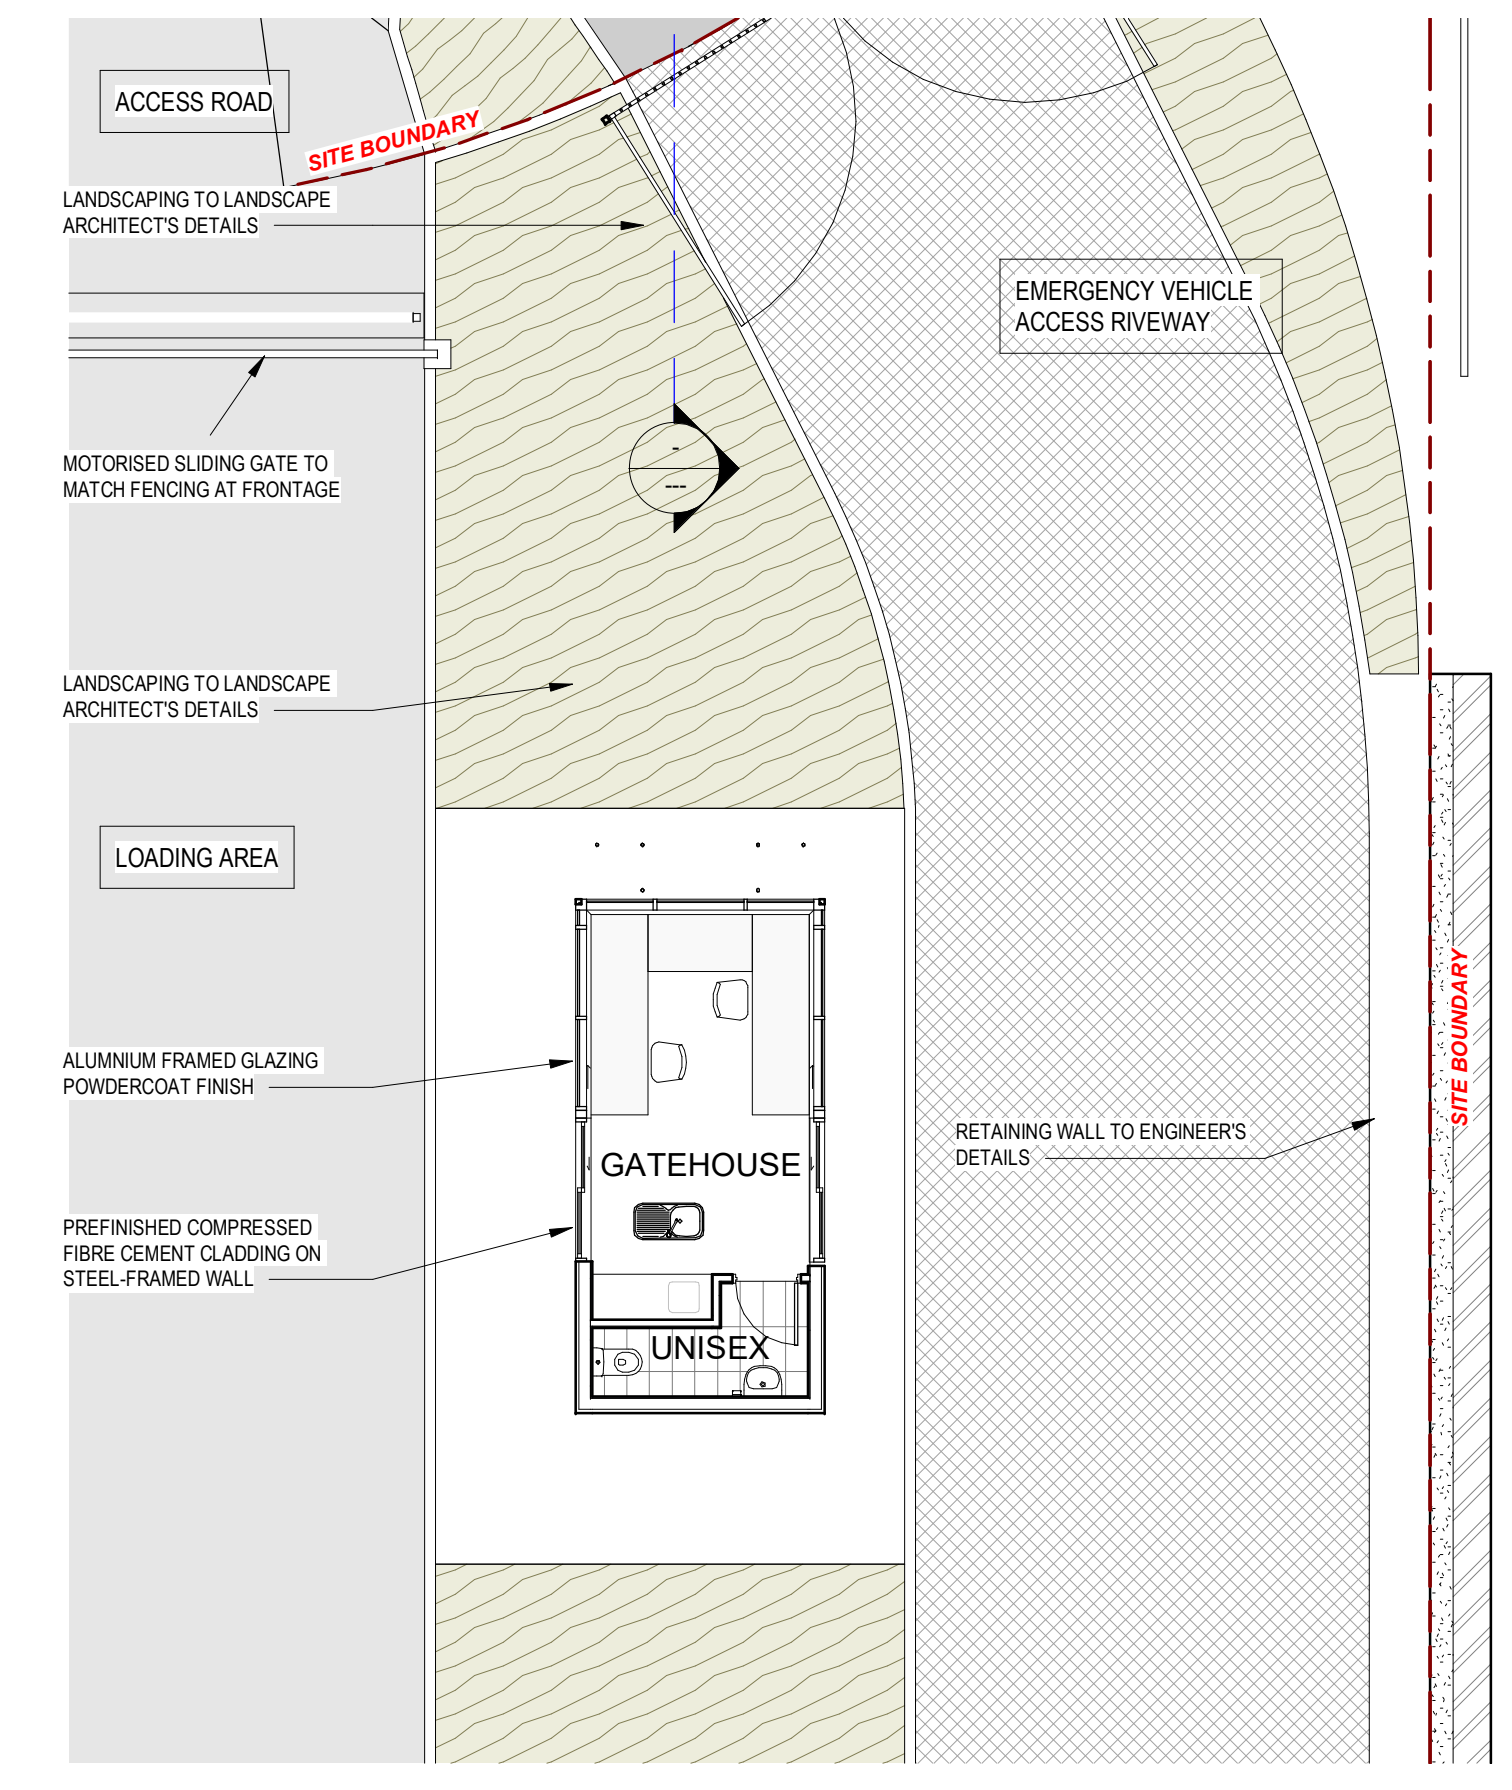 ACCESS ROAD
SITE BOUNDARY
LANDSCAPING TO LANDSCAPE
ARCHITECT'S DETAILS
EMERGENCY VEHICLE
ACCESS RIVEWAY
-
---
MOTORISED SLIDING GATE TO
MATCH FENCING AT FRONTAGE
LANDSCAPING TO LANDSCAPE
ARCHITECT'S DETAILS
LOADING AREA
SITE BOUNDARY
ALUMNIUM FRAMED GLAZING
POWDERCOAT FINISH
RETAINING WALL TO ENGINEER'S
DETAILS
GATEHOUSE
PREFINISHED COMPRESSED
FIBRE CEMENT CLADDING ON
STEEL-FRAMED WALL
UNISEX